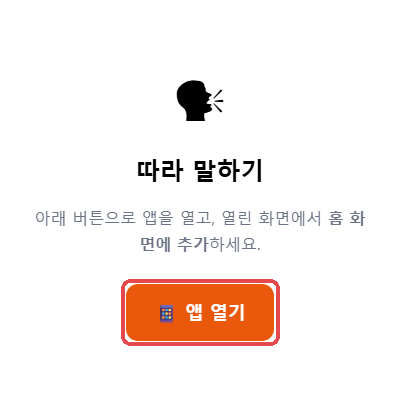 따라 말하기
아래 버튼으로 앱을 열고, 열린 화면에서 홈 화
면에 추가하세요.
앱 열기